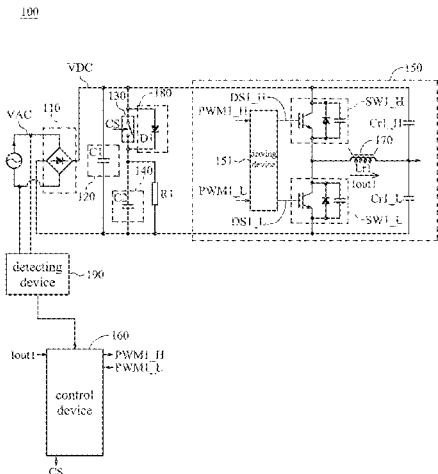 100
VDC
150
130
180
DS1_H
VAC
110
PWM1_H
SW1_H
CS
D1
Cr1_H
170
C1
151
driving device
140
120
R1
PWM1_L
Lr1
Iout1
C2
SW1_L
Cr1_L
DS1_L
detecting device
190
160
Iout1
PWM1_H
PWM1_L
control device
CS